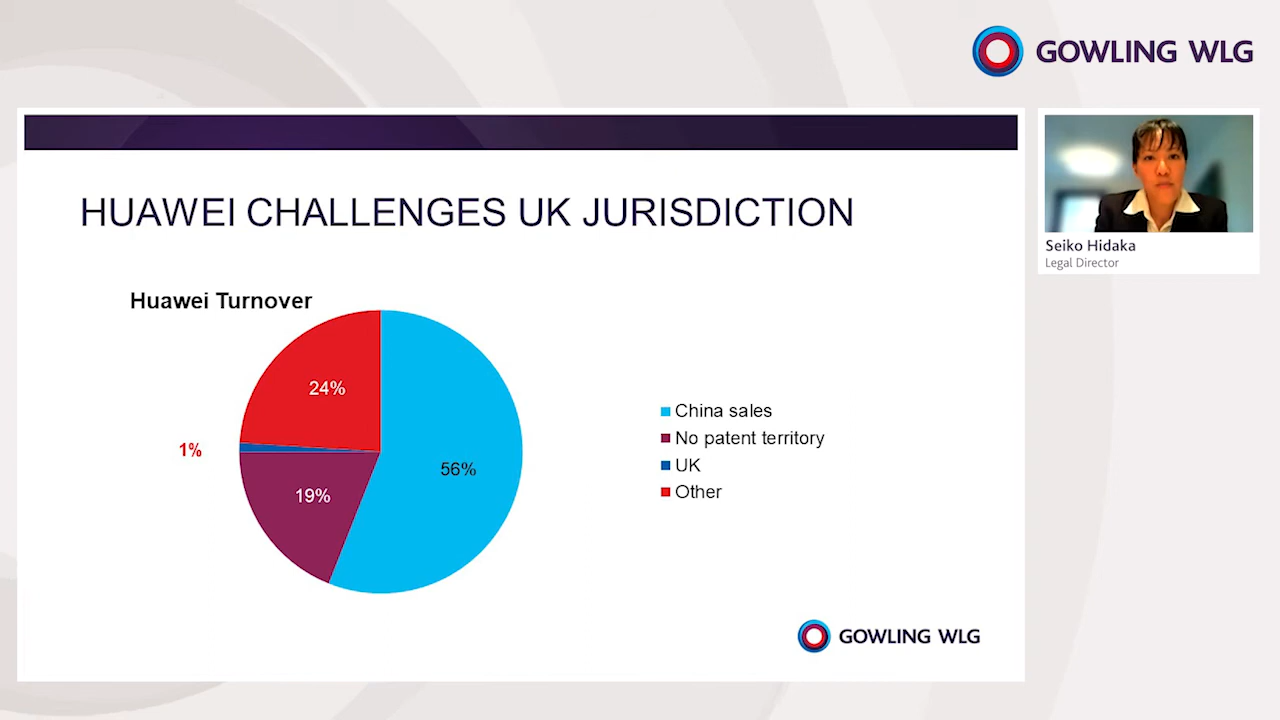 GOWLING WLG
HUAWEI CHALLENGES UK JURISDICTION
Huawei Turnover
24%
1%
56%
19%
China sales
No patent territory
UK
Other
GOWLING WLG
Seiko Hidaka
Legal Director